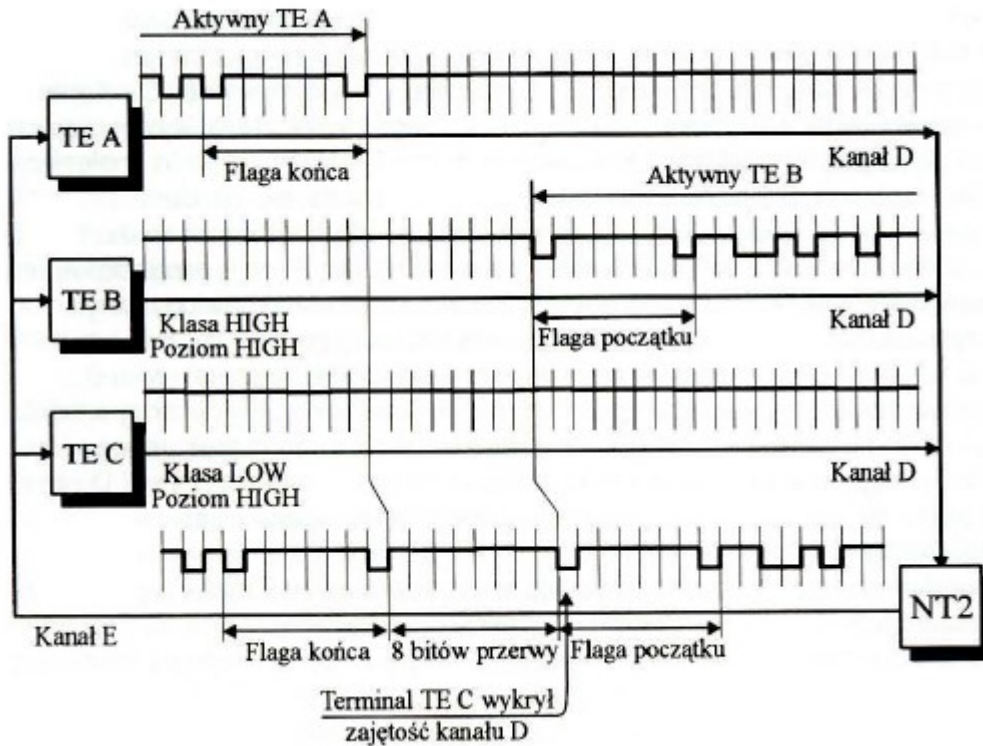 Aktywny TE A
TE A
Kanał D
Flaga końca
Aktywny TE B
TE B
Klasa HIGH
Poziom HIGH
Flaga początku
Kanał D
TE C
Klasa LOW
Poziom HIGH
Kanał D
NT2
Kanał E
Flaga końca
8 bitów przerwy
Flaga początku
Terminal TE C wykrył
zajętość kanału D